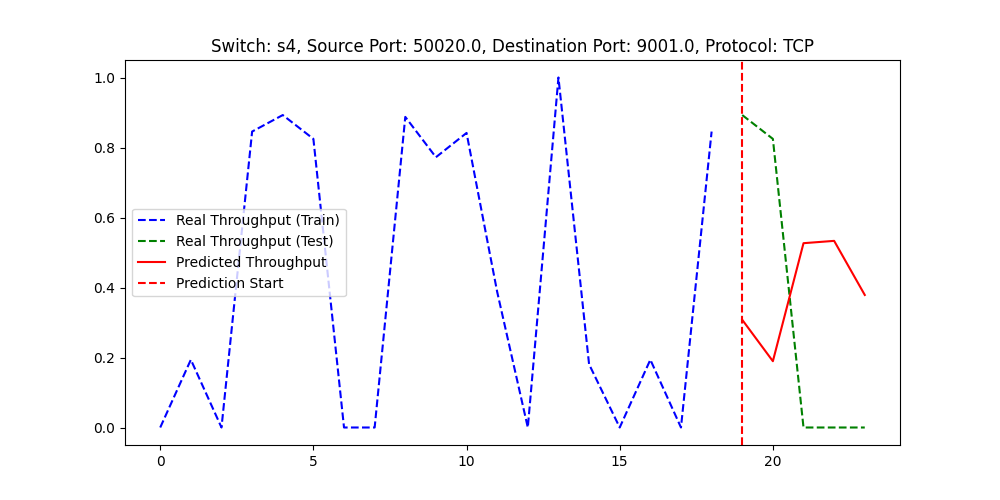 Switch: s4, Source Port: 50020.0, Destination Port: 9001.0, Protocol: TCP
1.0
0.8
0.6
0.4
0.2
0.0
Real Throughput (Train)
Real Throughput (Test)
Predicted Throughput
Prediction Start
0
5
10
15
20